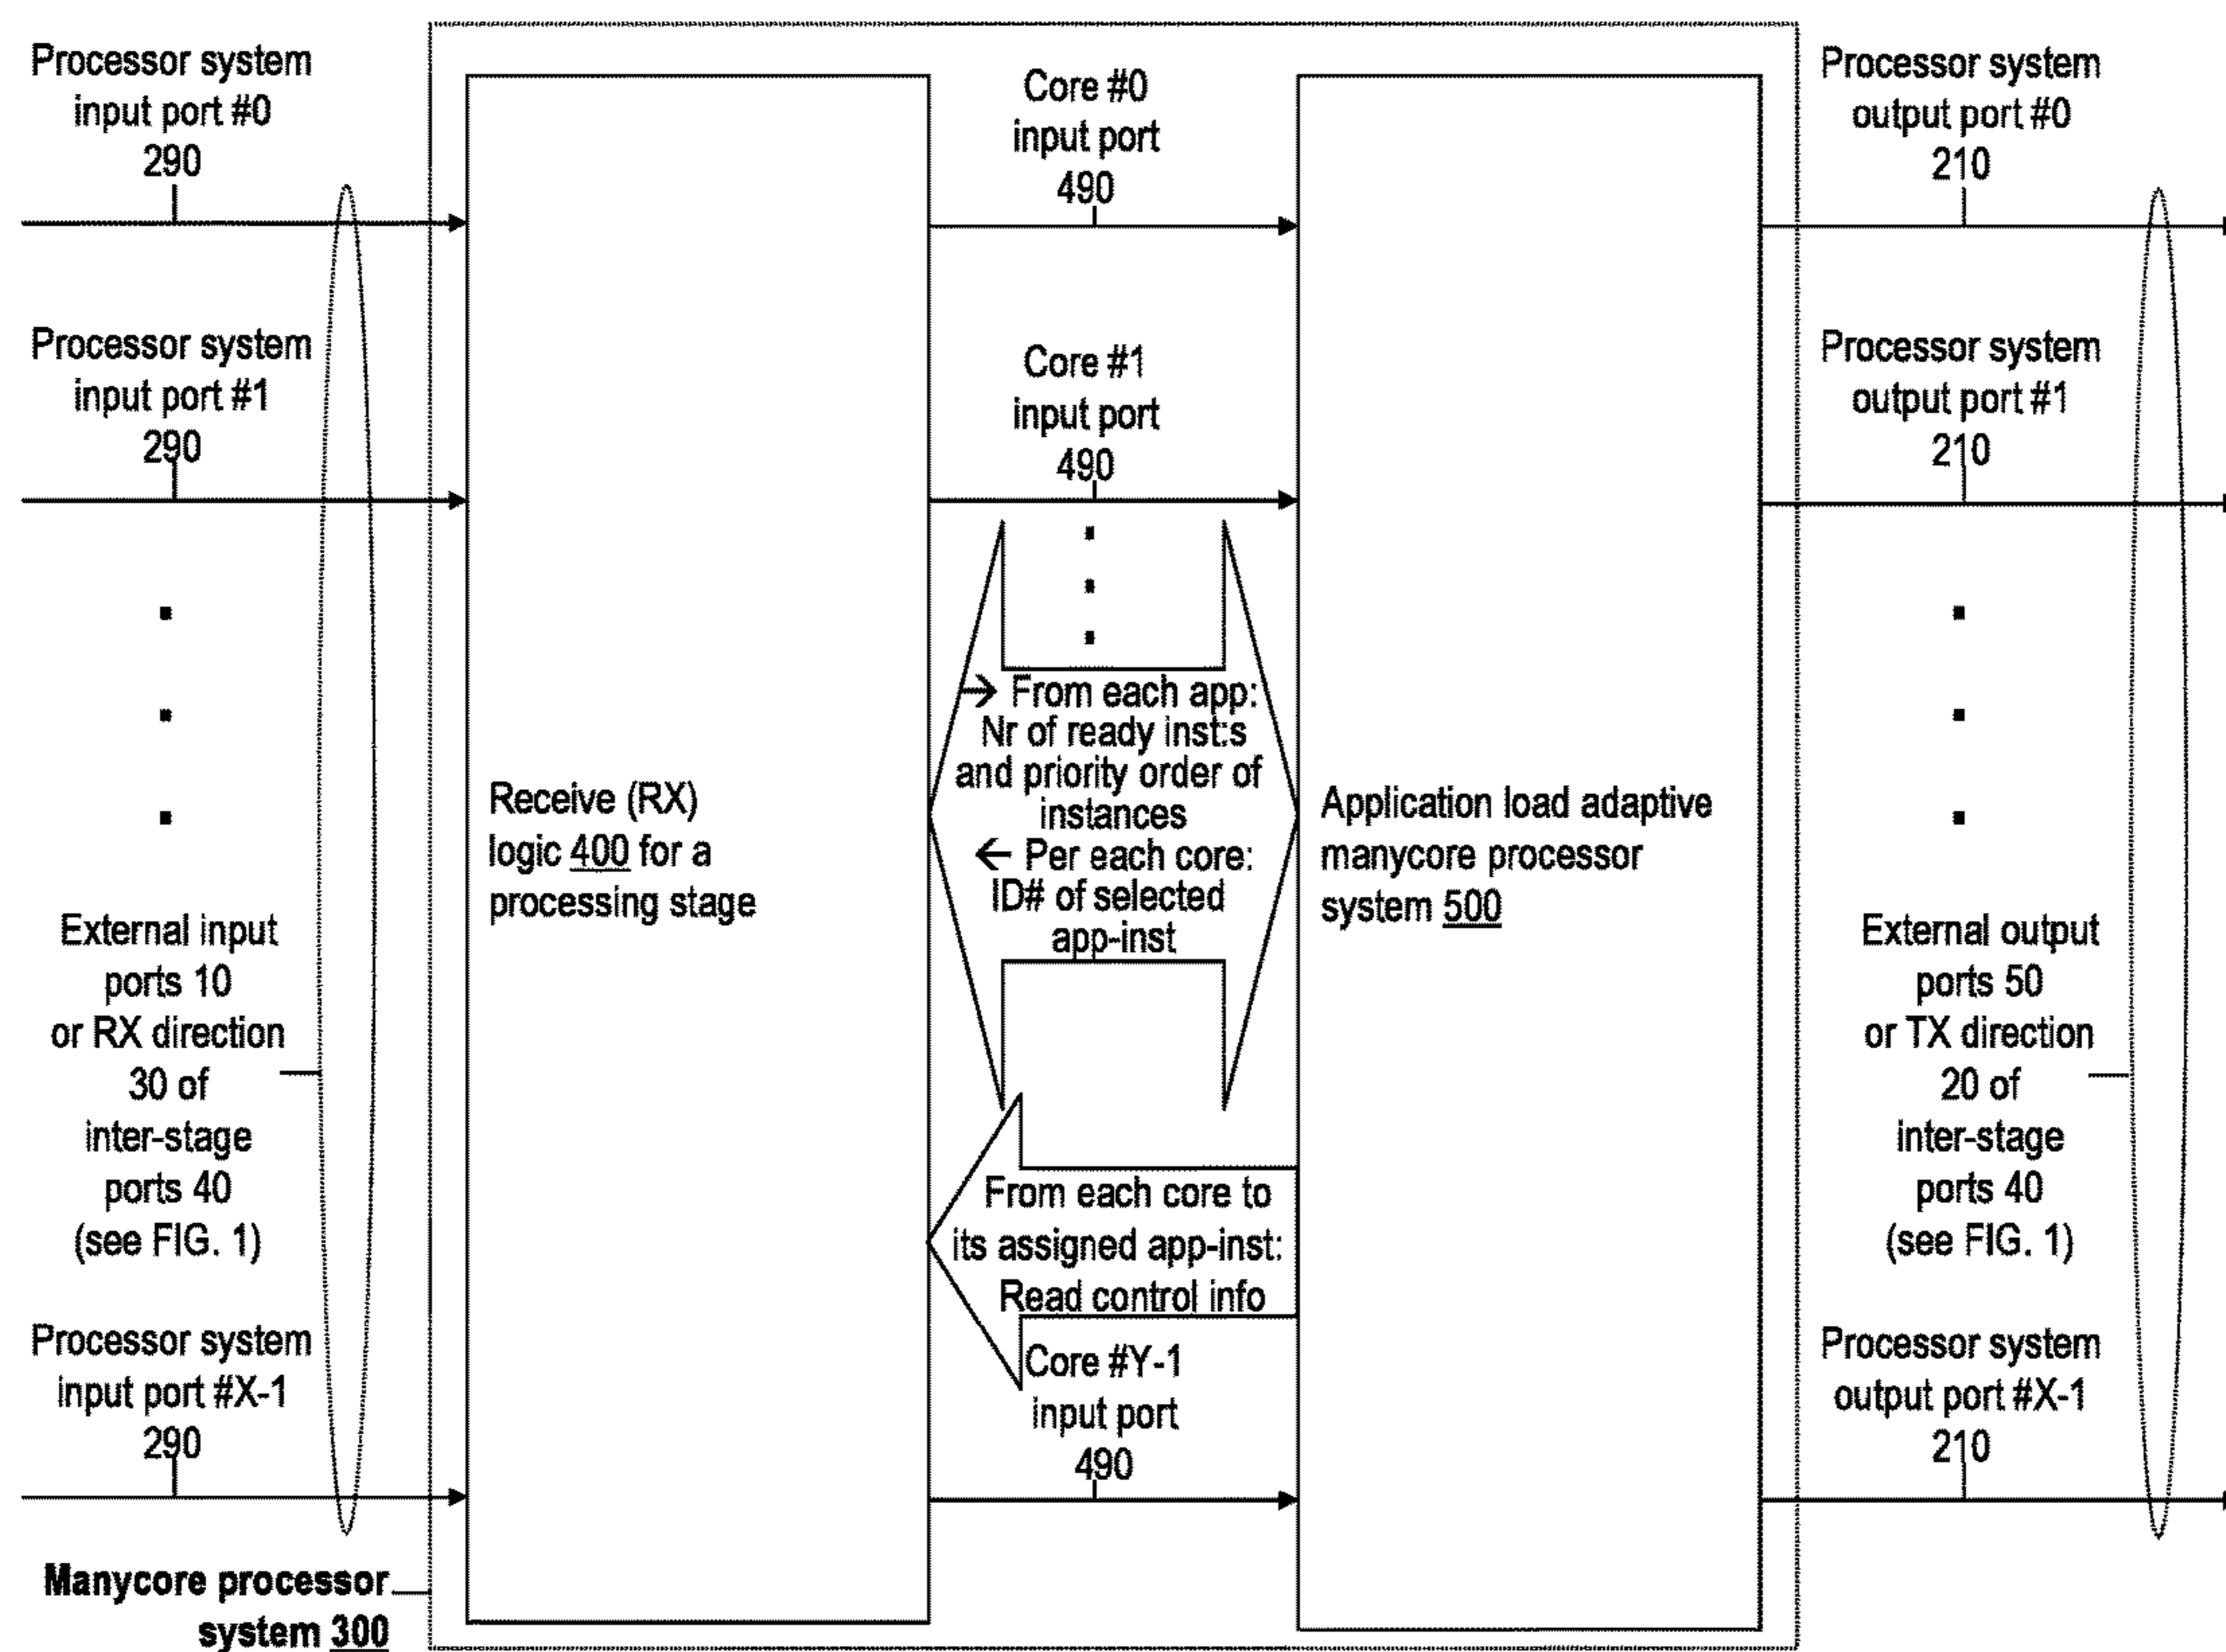 Processor system
input port #0
290
Processor system
input port #1
290
External input
ports 10
or RX direction
30 of
inter-stage
ports 40
(see FIG. 1)
Processor system
input port #X-1
290
Manycore processor
system 300
Receive (RX)
logic 400 for a
processing stage
Core #0
input port
490
Core #1
input port
490
→ From each app:
Nr of ready inst:s
and priority order of
instances
← Per each core:
ID# of selected
app-inst
From each core to
its assigned app-inst:
Read control info
Core #Y-1
input port
490
Application load adaptive
manycore processor
system 500
Processor system
output port #0
210
Processor system
output port #1
210
External output
ports 50
or TX direction
20 of
inter-stage
ports 40
(see FIG. 1)
Processor system
output port #X-1
210